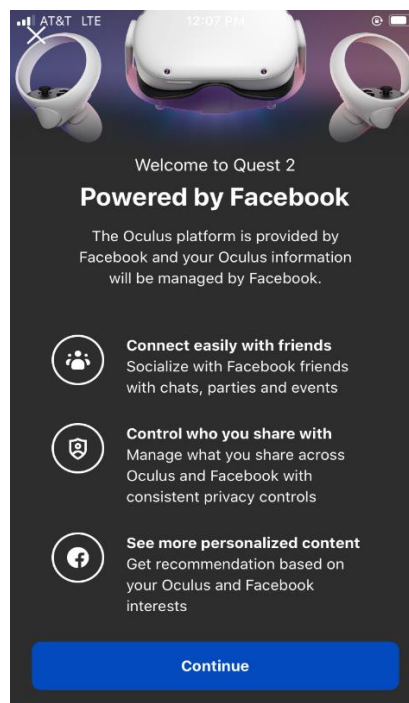 AT&T LTE 12:07 PM
Welcome to Quest 2
Powered by Facebook
The Oculus platform is provided by
Facebook and your Oculus information
will be managed by Facebook.
Connect easily with friends
Socialize with Facebook friends
with chats, parties and events
Control who you share with
Manage what you share across
Oculus and Facebook with
consistent privacy controls
See more personalized content
Get recommendation based on
your Oculus and Facebook
interests
Continue